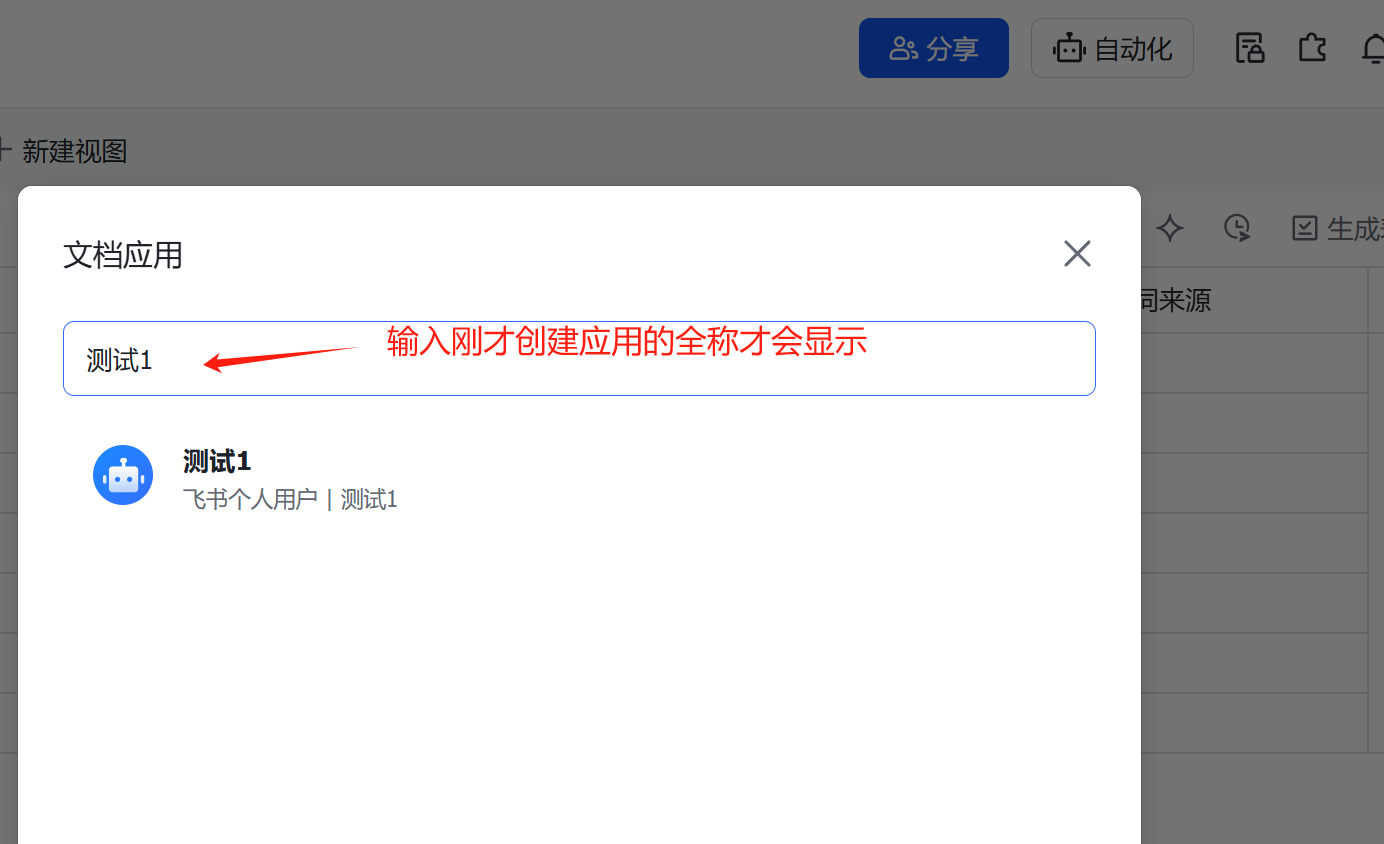 分享
自动化
新建视图
文档应用
生成
来源
输入刚才创建应用的全称才会显示
测试1
测试1
飞书个人用户 | 测试1